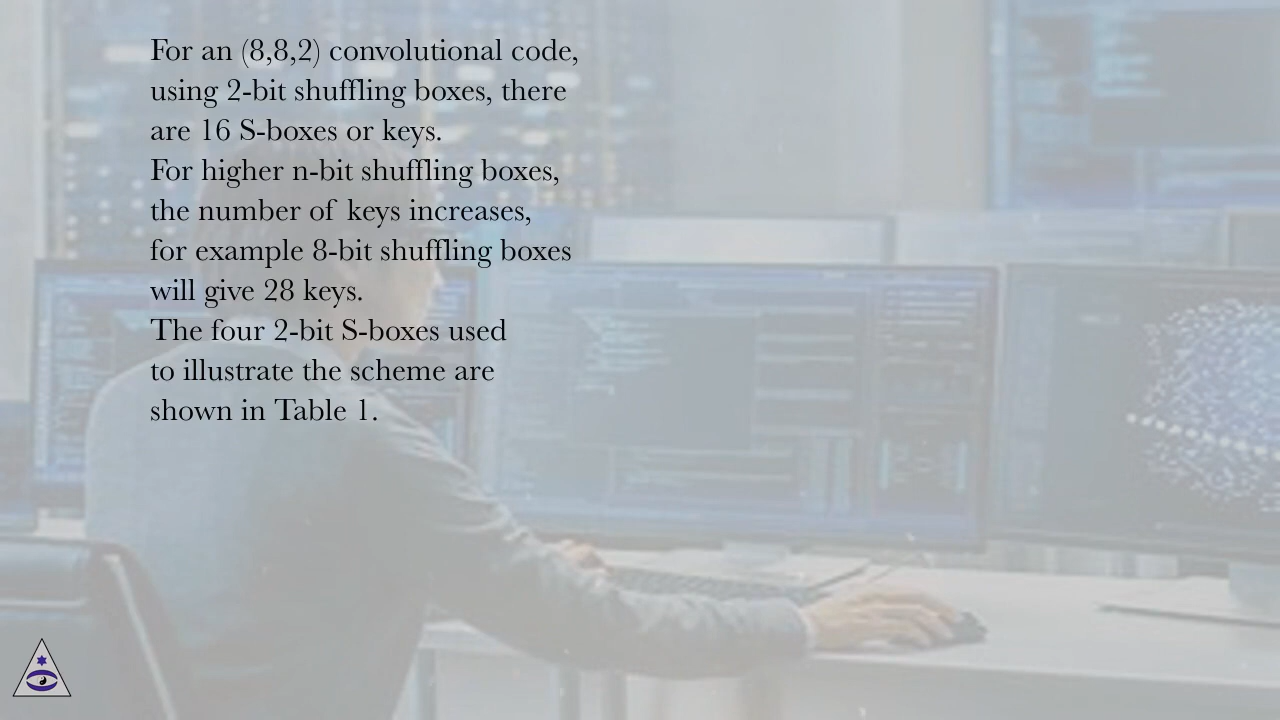 For an (8,8,2) convolutional code,
using 2-bit shuffling boxes, there
are 16 S-boxes or keys.
For higher n-bit shuffling boxes,
the number of keys increases,
for example 8-bit shuffling boxes
will give 28 keys.
The four 2-bit S-boxes used
to illustrate the scheme are
shown in Table 1.